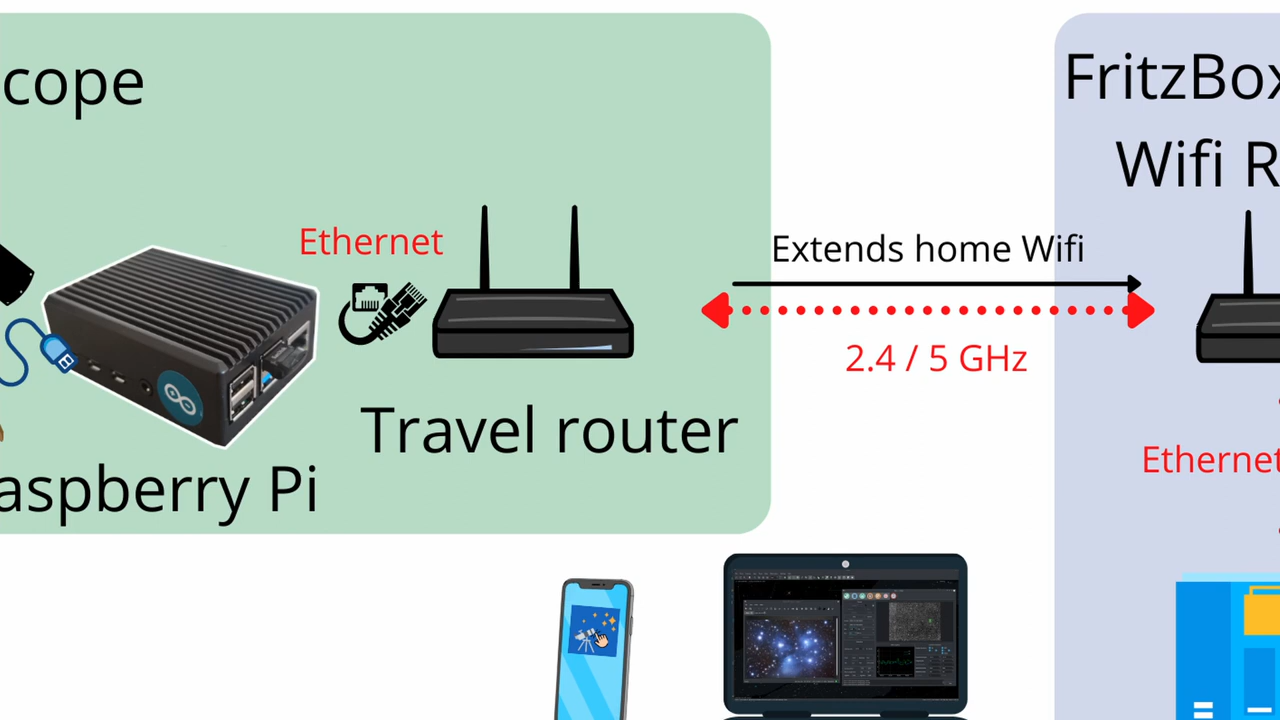 cope
FritzBox
Wifi R
Ethernet
Extends home Wifi
2.4 / 5 GHz
Travel router
Ethernet
aspberry Pi